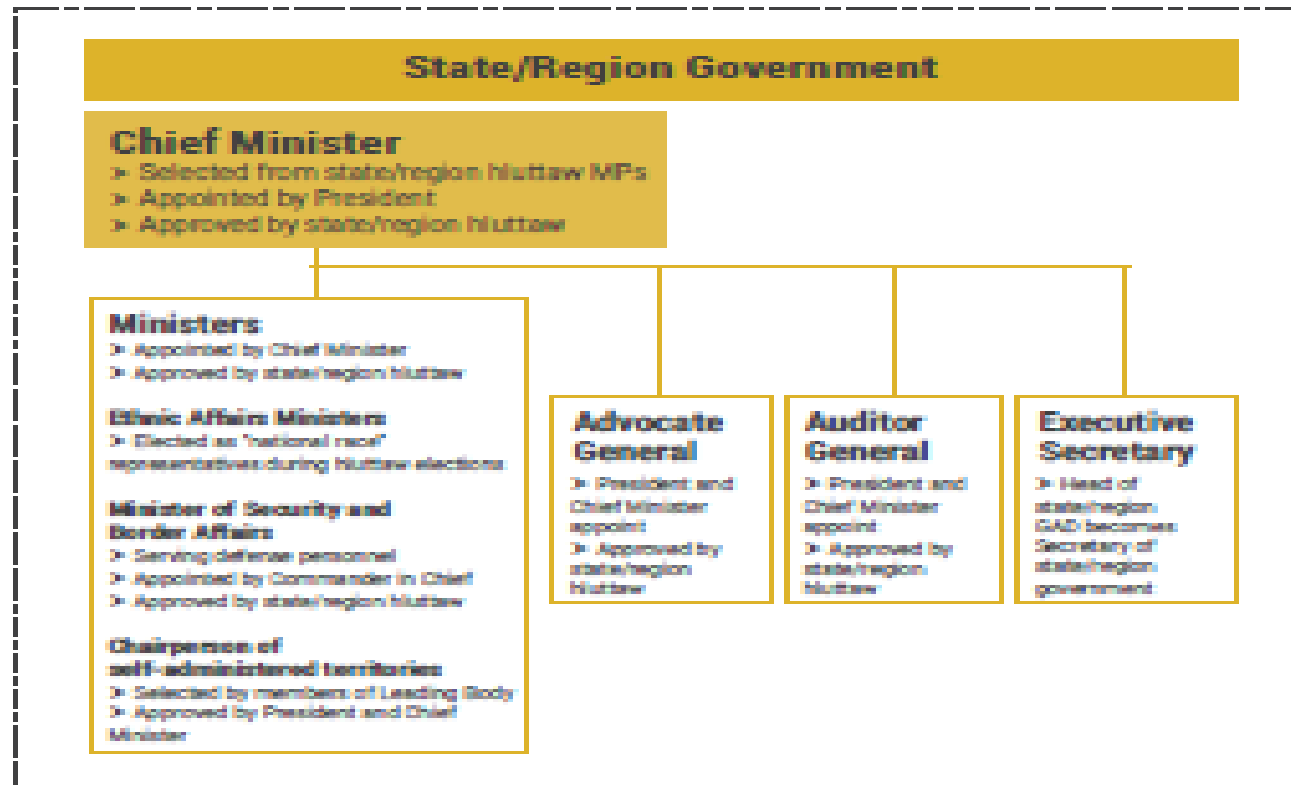 State/Region Government
Chief Minister
➤ Selected from state/region hluttaw MPs
➤ Appointed by President
➤ Approved by state/region hluttaw
Ministers
➤ Appointed by Chief Minister
➤ Approved by state/region hluttaw
Ethnic Affairs Ministers
➤ Elected as "national race"
representatives during hluttaw elections
Minister of Security and
Border Affairs
➤ Serving defense personnel
➤ Appointed by Commander in Chief
➤ Approved by state/region hluttaw
Chairperson of
self-administered territories
➤ Selected by members of Leading Body
➤ Approved by President and Chief
Minister
Advocate
General
➤ President and
Chief Minister
appoint
➤ Approved by
state/region
hluttaw
Auditor
General
➤ President and
Chief Minister
appoint
➤ Approved by
state/region
hluttaw
Executive
Secretary
➤ Head of
state/region
GAD becomes
Secretary of
state/region
government